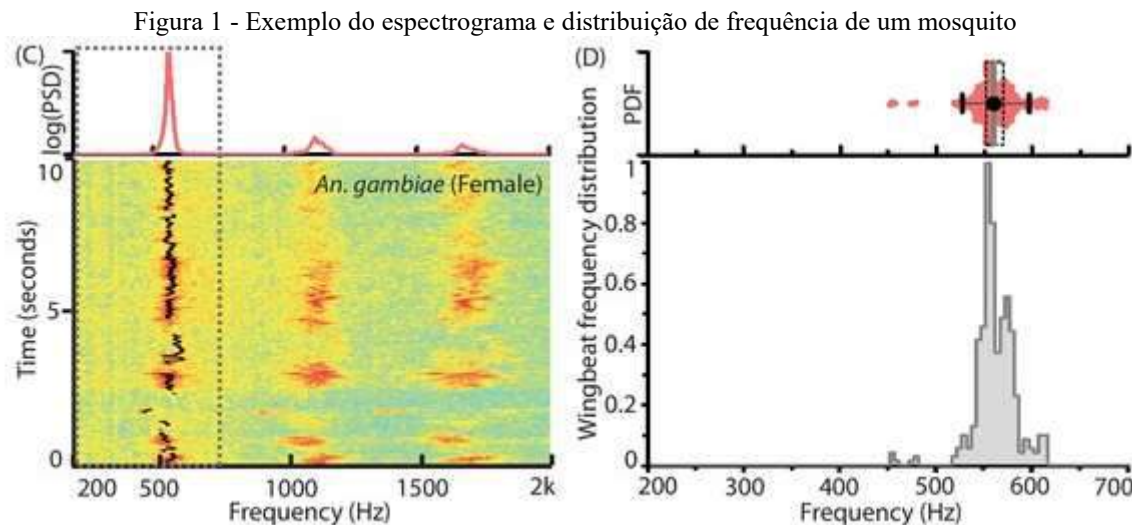 Figura 1 - Exemplo do espectrograma e distribuição de frequência de um mosquito
(C)
log(PSD)
An. gambiae (Female)
10
5
0
Time (seconds)
200 500 1000 1500 2k
Frequency (Hz)
(D)
PDF
Wingbeat frequency distribution
1
0.8
0.6
0.4
0.2
0
200 300 400 500 600 700
Frequency (Hz)